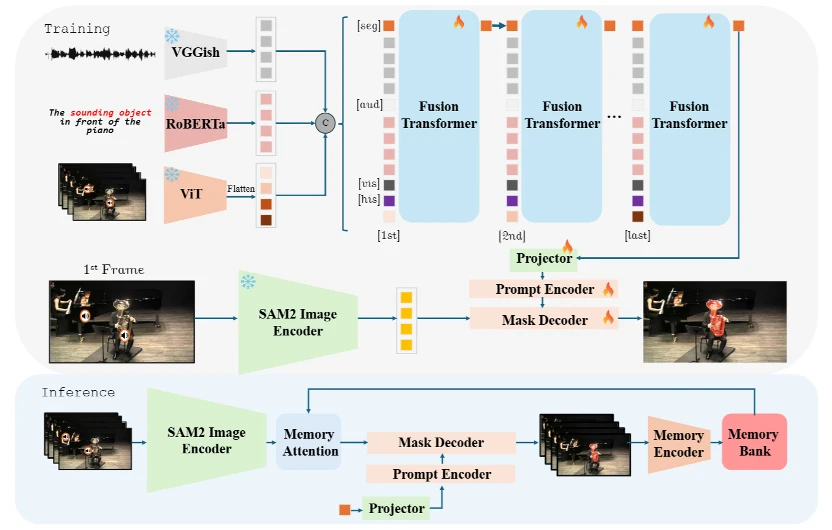 Training
VGGish
The sounding object
in front of the
piano
RoBERTa
ViT
Flatten
C
[seg]
[aud]
[vis]
[his]
[1st]
Fusion
Transformer
[2nd]
Fusion
Transformer
...
[last]
Fusion
Transformer
1st Frame
SAM2 Image
Encoder
Projector
Prompt Encoder
Mask Decoder
Inference
SAM2 Image
Encoder
Memory
Attention
Mask Decoder
Prompt Encoder
Projector
Memory
Encoder
Memory
Bank